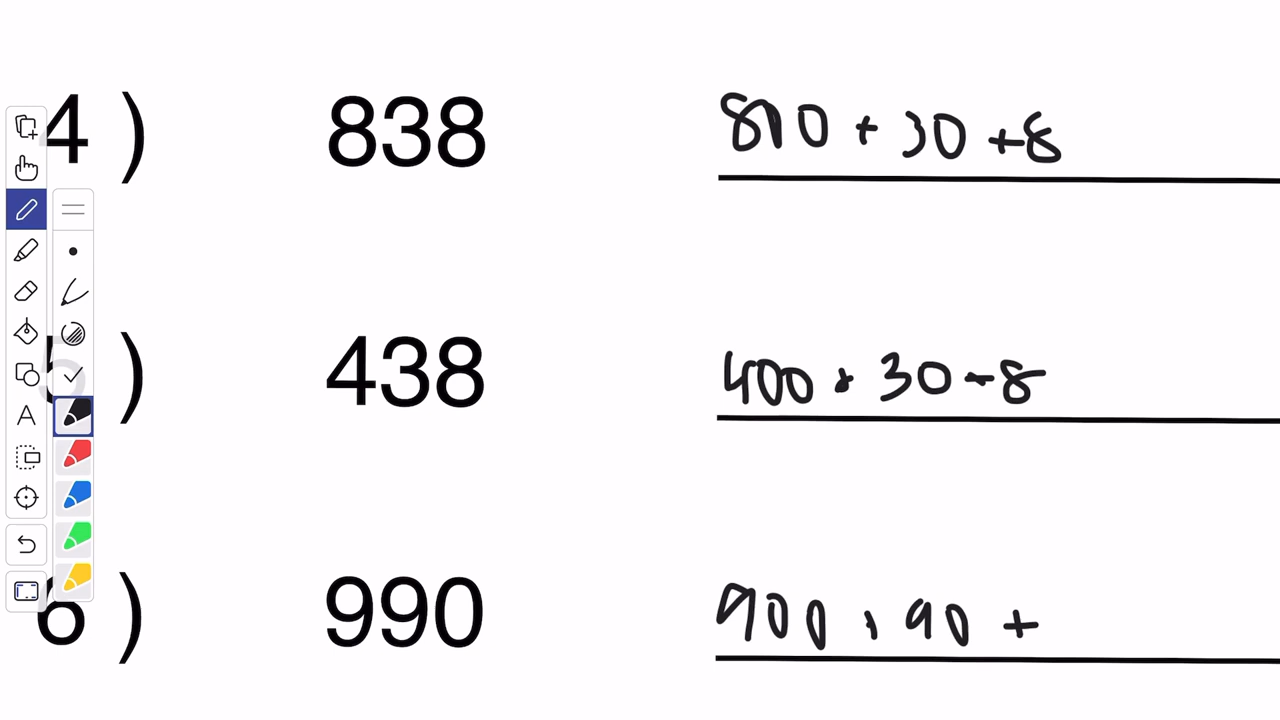 4 ) 838 800 + 30 + 8
5 ) 438 400 + 30 - 8
6 ) 990 900 + 90 +